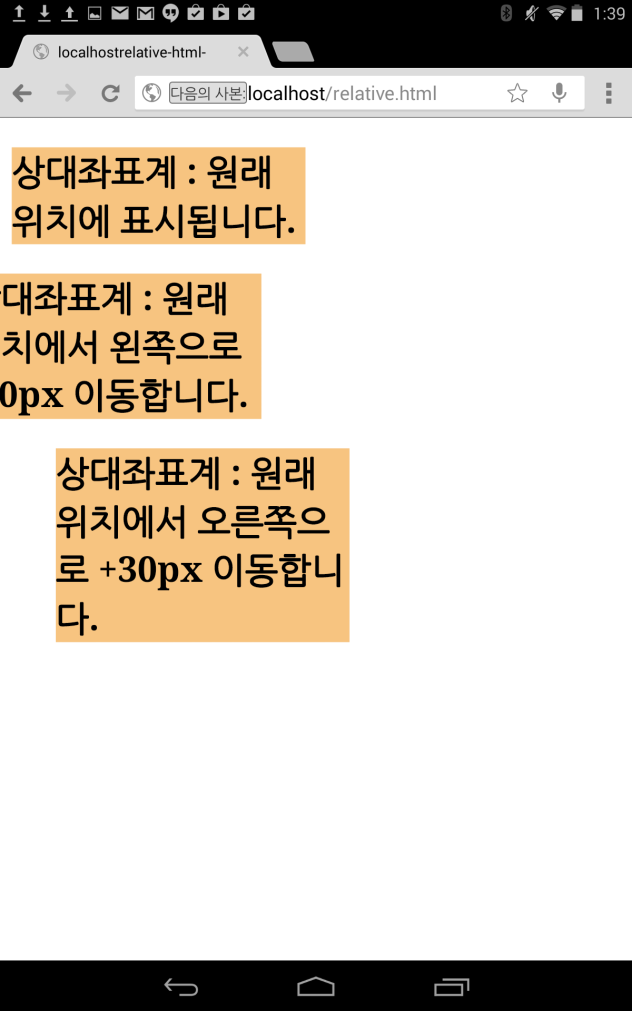 1:39
localhostrelative-html-
다음의 사본:localhost/relative.html
상대좌표계 : 원래
위치에 표시됩니다.
대좌표계 : 원래
치에서 왼쪽으로
0px 이동합니다.
상대좌표계 : 원래
위치에서 오른쪽으
로 +30px 이동합니
다.